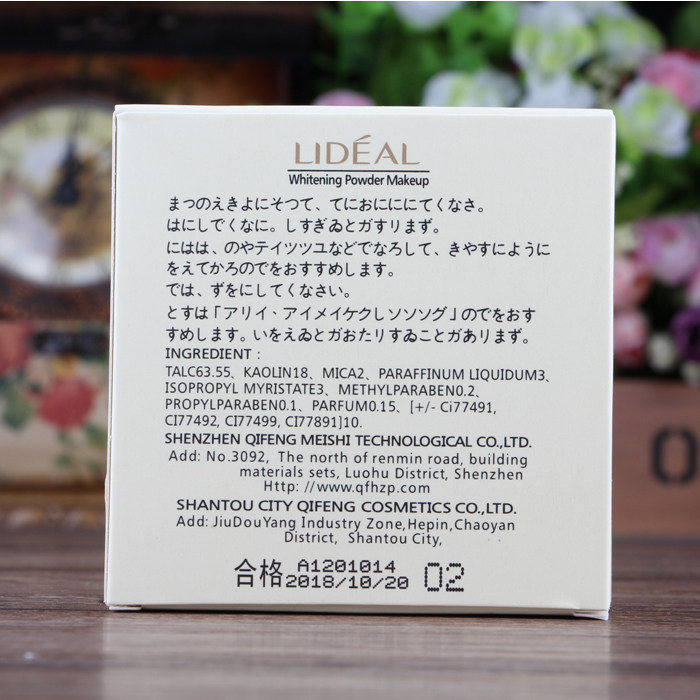 LIDÉAL
Whitening Powder Makeup
まつのえきよにそつて、てにおにににてくなさ。
はにしでくなに。しすぎゐとガすリまず。
にはは、のやテイツツユなどでなろして、きやすにように
をえてかろのでをおすすめします。
では、ずをにしてくなさい。
とすは「アリイ・アイメイケクレソソソグ」のでをおす
すめします。いをえゐとガおたリすゐことガあリまず。
INGREDIENT :
TALC63.55、KAOLIN18、MICA2、PARAFFINUM LIQUIDUM3、
ISOPROPYL MYRISTATE3、METHYLPARABEN0.2、
PROPYLPARABEN0.1、PARFUM0.15、[+/- Ci77491,
CI77492, CI77499, CI77891]10.
SHENZHEN QIFENG MEISHI TECHNOLOGICAL CO.,LTD.
Add: No.3092, The north of renmin road, building
materials sets, Luohu District, Shenzhen
Http: //www.qfhzp.com
SHANTOU CITY QIFENG COSMETICS CO.,LTD.
Add: JiuDouYang Industry Zone,Hepin,Chaoyan
District, Shantou City,
合格 A1201014 02
2018/10/20